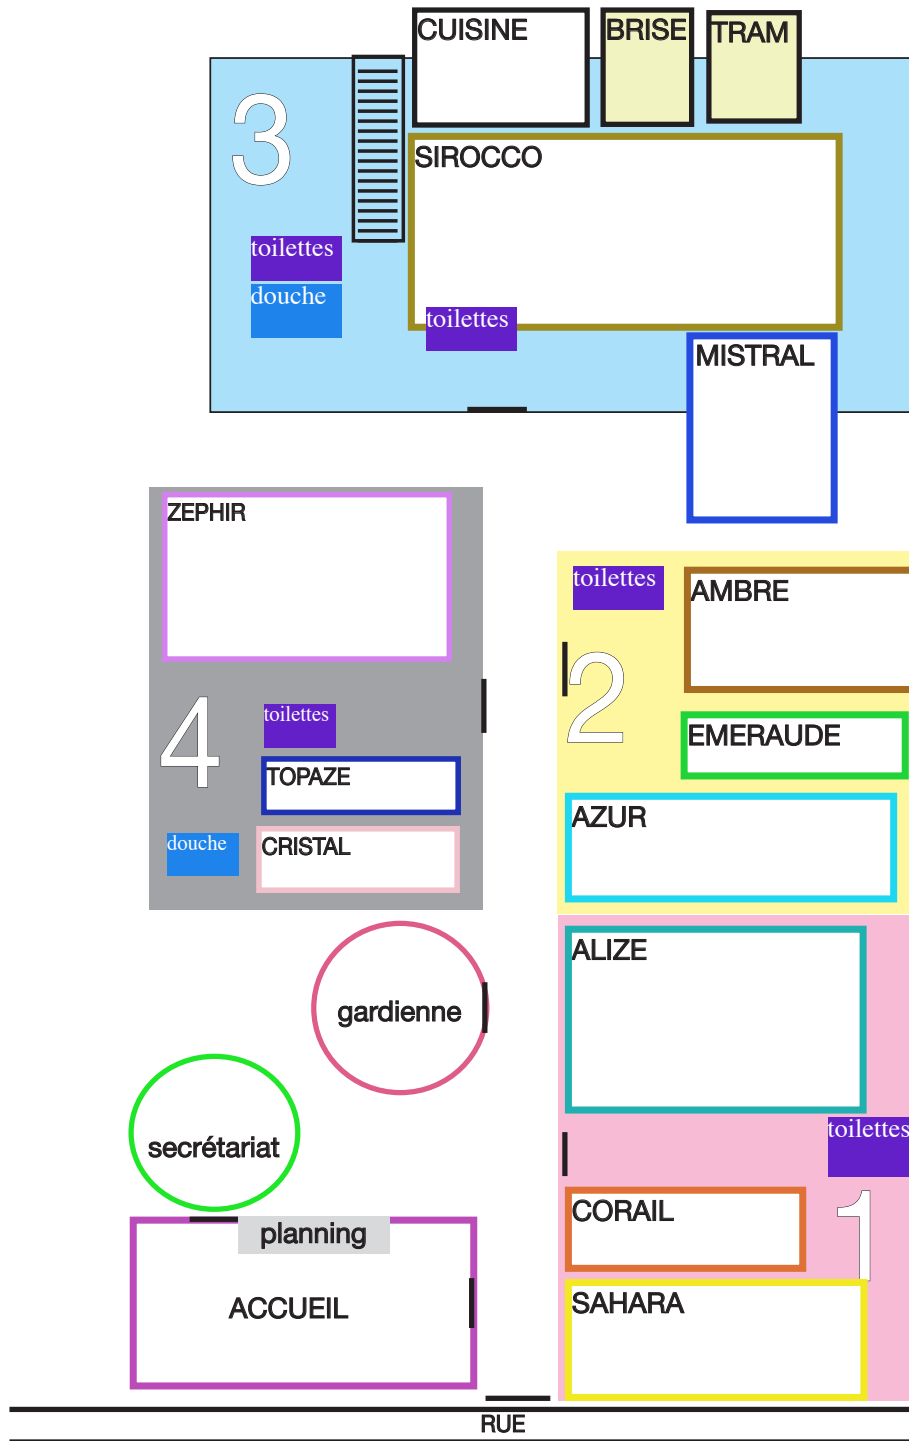 CUISINE
BRISE
TRAM
3
SIROCCO
toilettes
douche
toilettes
MISTRAL
ZEPHIR
toilettes
AMBRE
2
4
toilettes
EMERAUDE
TOPAZE
AZUR
douche
CRISTAL
ALIZE
gardienne
toilettes
secrétariat
CORAIL
1
planning
SAHARA
ACCUEIL
RUE